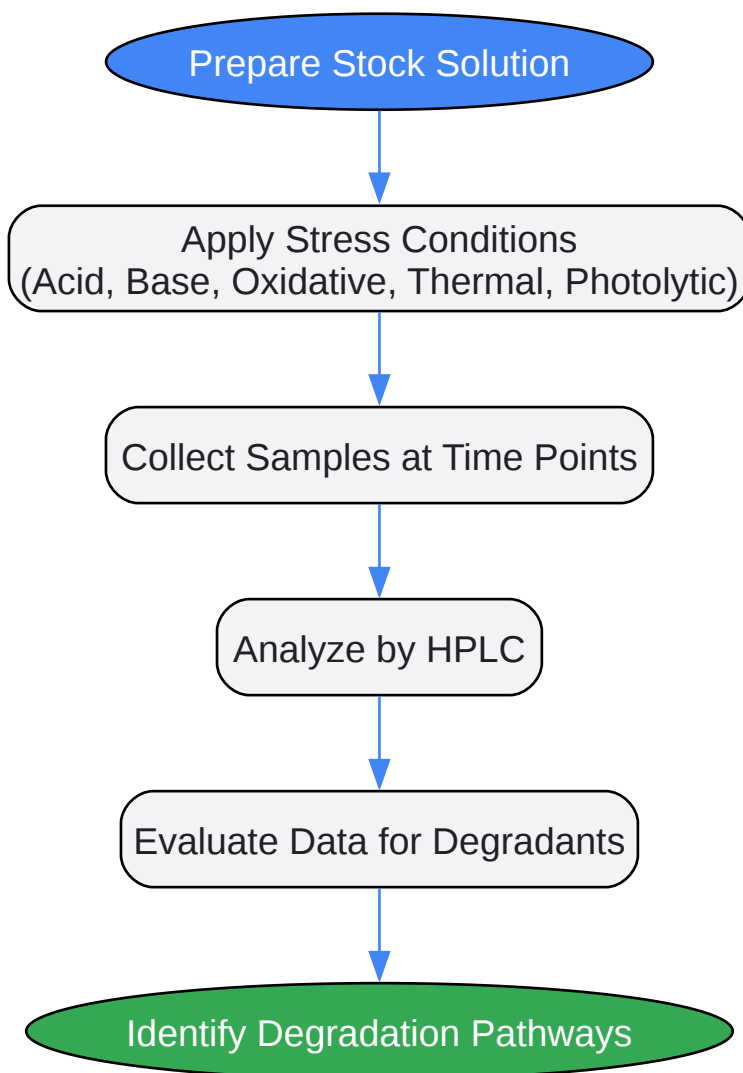 Prepare Stock Solution
Apply Stress Conditions
(Acid, Base, Oxidative, Thermal, Photolytic)
Collect Samples at Time Points
Analyze by HPLC
Evaluate Data for Degradants
Identify Degradation Pathways